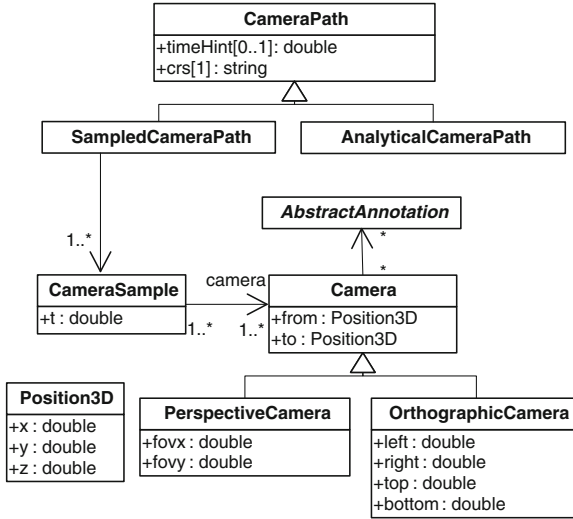 CameraPath
+timeHint[0..1]: double
+crs[1] : string
SampledCameraPath
AnalyticalCameraPath
AbstractAnnotation
1..*
*
*
CameraSample
+t : double
camera
1..*
1..*
Camera
+from : Position3D
+to : Position3D
Position3D
+x : double
+y : double
+z : double
PerspectiveCamera
+fovx : double
+fovy : double
OrthographicCamera
+left : double
+right : double
+top : double
+bottom : double